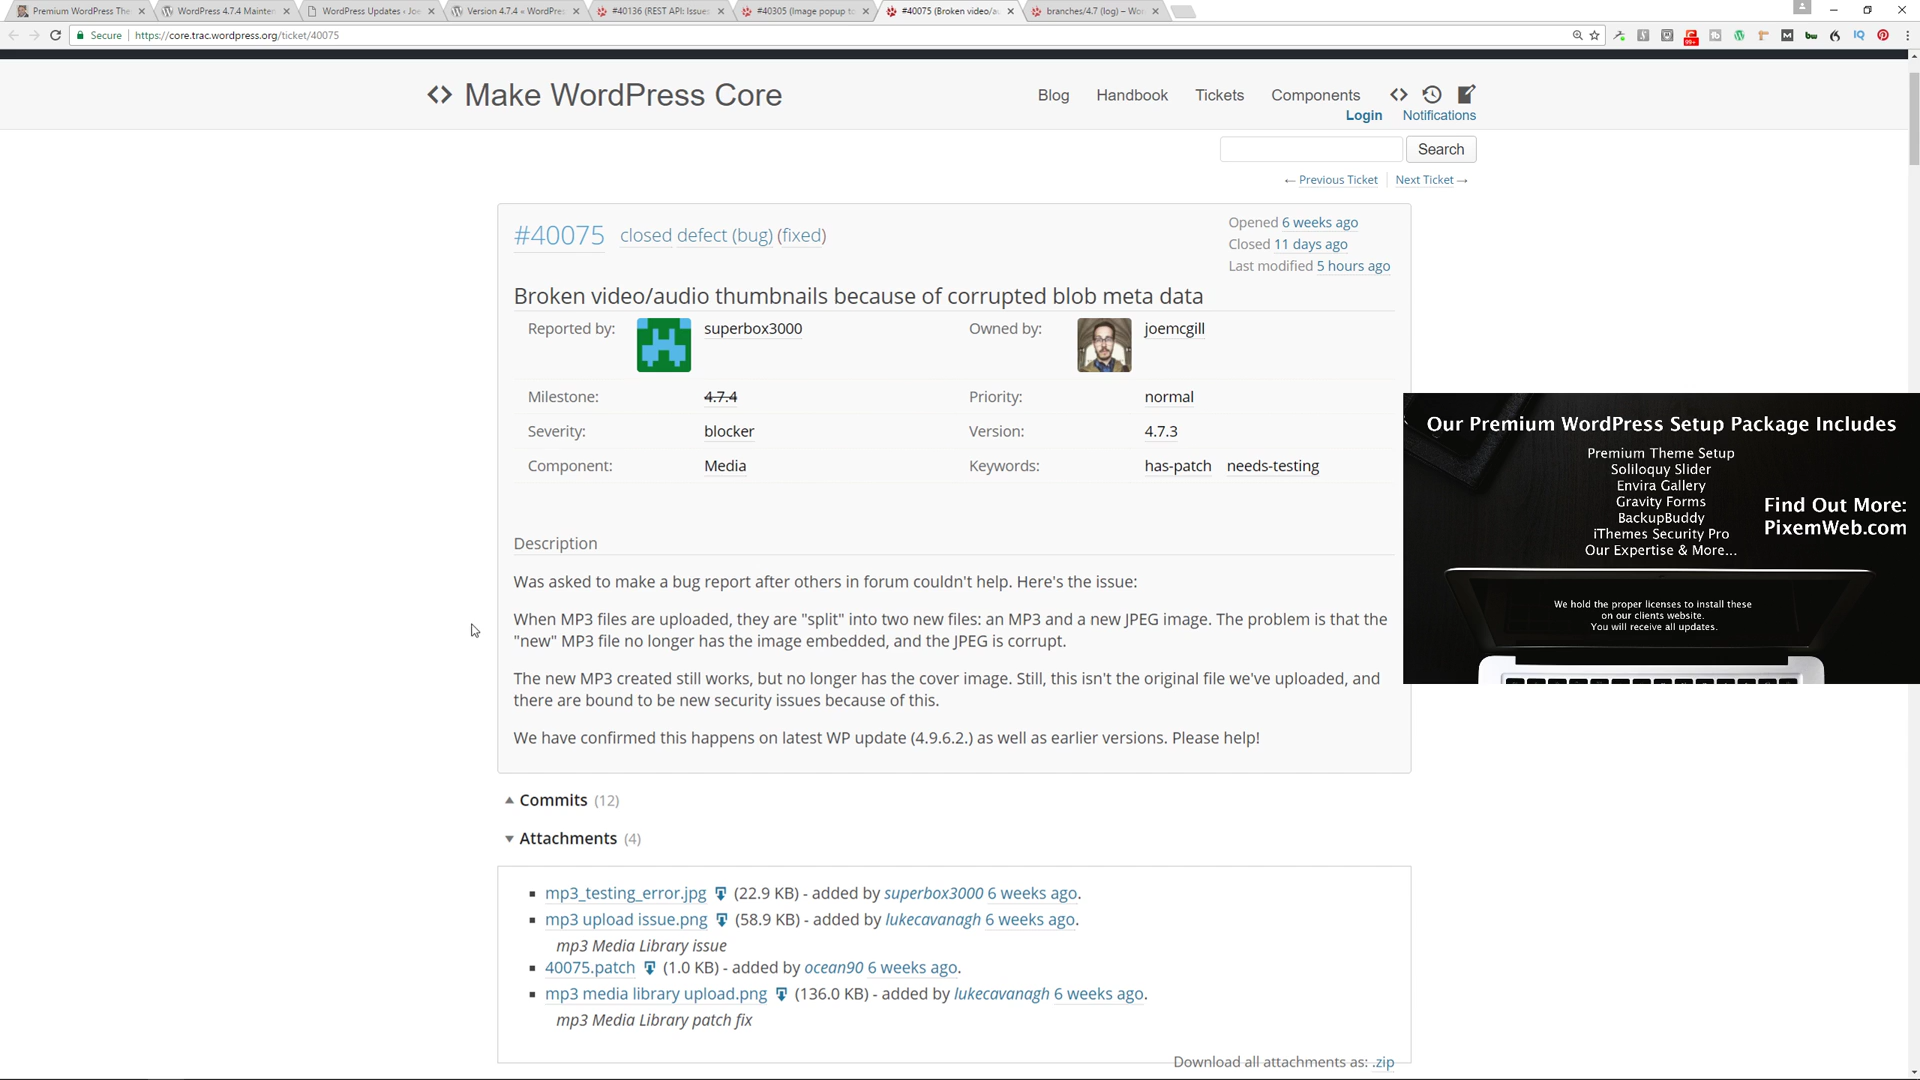 Premium WordPress The
WordPress 4.7.4 Mainten
WordPress Updates ‹ Joe
Version 4.7.4 « WordPres
#40136 (REST API: Issues
#40305 (Image popup to
#40075 (Broken video/au
branches/4.7 (log) – Wor
Secure | https://core.trac.wordpress.org/ticket/40075
99+
<> Make WordPress Core
Blog Handbook Tickets Components
Login Notifications
Search
← Previous Ticket Next Ticket →
#40075 closed defect (bug) (fixed)
Opened 6 weeks ago
Closed 11 days ago
Last modified 5 hours ago
Broken video/audio thumbnails because of corrupted blob meta data
Reported by: superbox3000 Owned by: joemcgill
Milestone: 4.7.4 Priority: normal
Severity: blocker Version: 4.7.3
Component: Media Keywords: has-patch needs-testing
Description
Was asked to make a bug report after others in forum couldn't help. Here's the issue:
When MP3 files are uploaded, they are "split" into two new files: an MP3 and a new JPEG image. The problem is that the
"new" MP3 file no longer has the image embedded, and the JPEG is corrupt.
The new MP3 created still works, but no longer has the cover image. Still, this isn't the original file we've uploaded, and
there are bound to be new security issues because of this.
We have confirmed this happens on latest WP update (4.9.6.2.) as well as earlier versions. Please help!
Commits (12)
Attachments (4)
mp3_testing_error.jpg (22.9 KB) - added by superbox3000 6 weeks ago.
mp3 upload issue.png (58.9 KB) - added by lukecavanagh 6 weeks ago.
mp3 Media Library issue
40075.patch (1.0 KB) - added by ocean90 6 weeks ago.
mp3 media library upload.png (136.0 KB) - added by lukecavanagh 6 weeks ago.
mp3 Media Library patch fix
Download all attachments as: .zip
Our Premium WordPress Setup Package Includes
Premium Theme Setup
Soliloquy Slider
Envira Gallery
Gravity Forms
BackupBuddy
iThemes Security Pro
Our Expertise & More...
Find Out More:
PixemWeb.com
We hold the proper licenses to install these
on our clients website.
You will receive all updates.